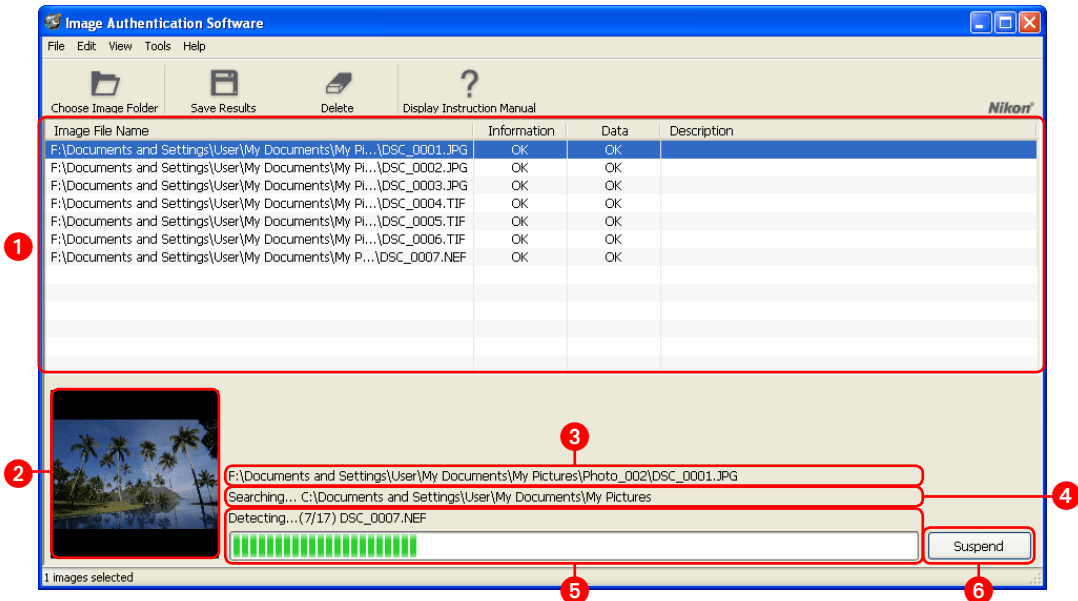 Image Authentication Software
File Edit View Tools Help
Choose Image Folder Save Results Delete Display Instruction Manual Nikon®
Image File Name Information Data Description
F:\Documents and Settings\User\My Documents\My Pi...\DSC_0001.JPG OK OK
F:\Documents and Settings\User\My Documents\My Pi...\DSC_0002.JPG OK OK
F:\Documents and Settings\User\My Documents\My Pi...\DSC_0003.JPG OK OK
F:\Documents and Settings\User\My Documents\My Pi...\DSC_0004.TIF OK OK
F:\Documents and Settings\User\My Documents\My Pi...\DSC_0005.TIF OK OK
F:\Documents and Settings\User\My Documents\My Pi...\DSC_0006.TIF OK OK
1
F:\Documents and Settings\User\My Documents\My P...\DSC_0007.NEF OK OK
3
2
F:\Documents and Settings\User\My Documents\My Pictures\Photo_002\DSC_0001.JPG
Searching... C:\Documents and Settings\User\My Documents\My Pictures
4
Detecting...(7/17) DSC_0007.NEF
Suspend
1 images selected
5
6